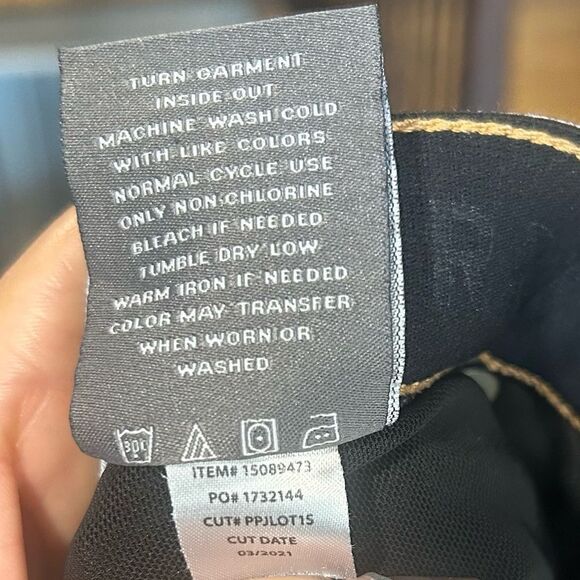 TURN GARMENT
INSIDE OUT
MACHINE WASH COLD
WITH LIKE COLORS
NORMAL CYCLE USE
ONLY NON-CHLORINE
BLEACH IF NEEDED
TUMBLE DRY LOW
WARM IRON IF NEEDED
COLOR MAY TRANSFER
WHEN WORN OR
WASHED
ITEM# 15089473
PO# 1732144
CUT# PPJLOT15
CUT DATE
03/2021